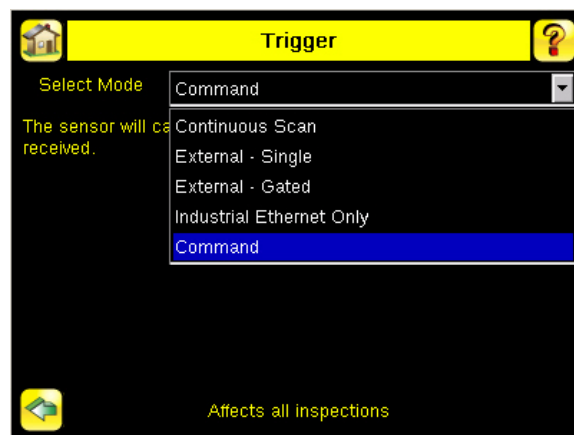 Trigger
?
Select Mode
Command
The sensor will ca
received.
Continuous Scan
External - Single
External - Gated
Industrial Ethernet Only
Command
Affects all inspections